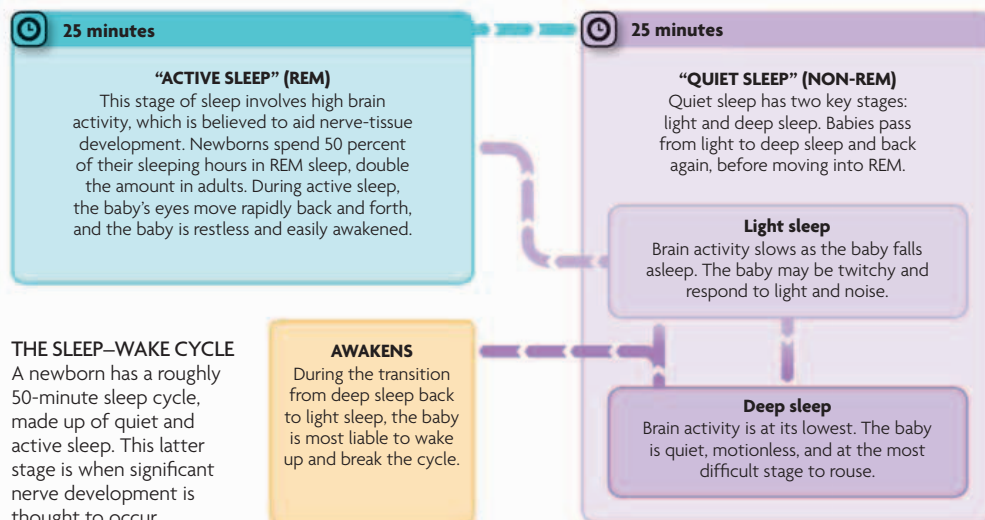 25 minutes
“ACTIVE SLEEP” (REM)
This stage of sleep involves high brain
activity, which is believed to aid nerve-tissue
development. Newborns spend 50 percent
of their sleeping hours in REM sleep, double
the amount in adults. During active sleep,
the baby’s eyes move rapidly back and forth,
and the baby is restless and easily awakened.
25 minutes
“QUIET SLEEP” (NON-REM)
Quiet sleep has two key stages:
light and deep sleep. Babies pass
from light to deep sleep and back
again, before moving into REM.
Light sleep
Brain activity slows as the baby falls
asleep. The baby may be twitchy and
respond to light and noise.
THE SLEEP–WAKE CYCLE
A newborn has a roughly
50-minute sleep cycle,
made up of quiet and
active sleep. This latter
stage is when significant
nerve development is
thought to occur
AWAKENS
During the transition
from deep sleep back
to light sleep, the baby
is most liable to wake
up and break the cycle.
Deep sleep
Brain activity is at its lowest. The baby
is quiet, motionless, and at the most
difficult stage to rouse.